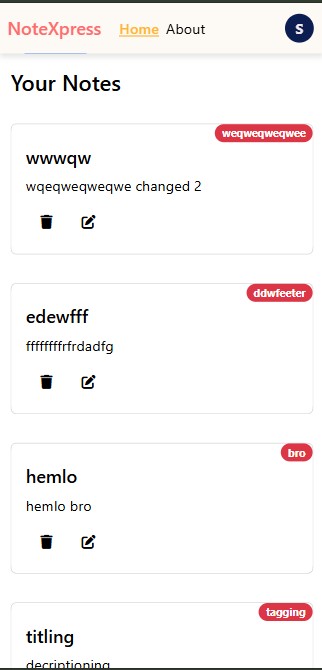 NoteXpress Home About S
Your Notes
weqweqweqwee
wwwqw
wqeqweqweqwe changed 2
ddwfeeter
edewfff
ffffffffrfrdadfg
bro
hemlo
hemlo bro
tagging
titling
decriptioning